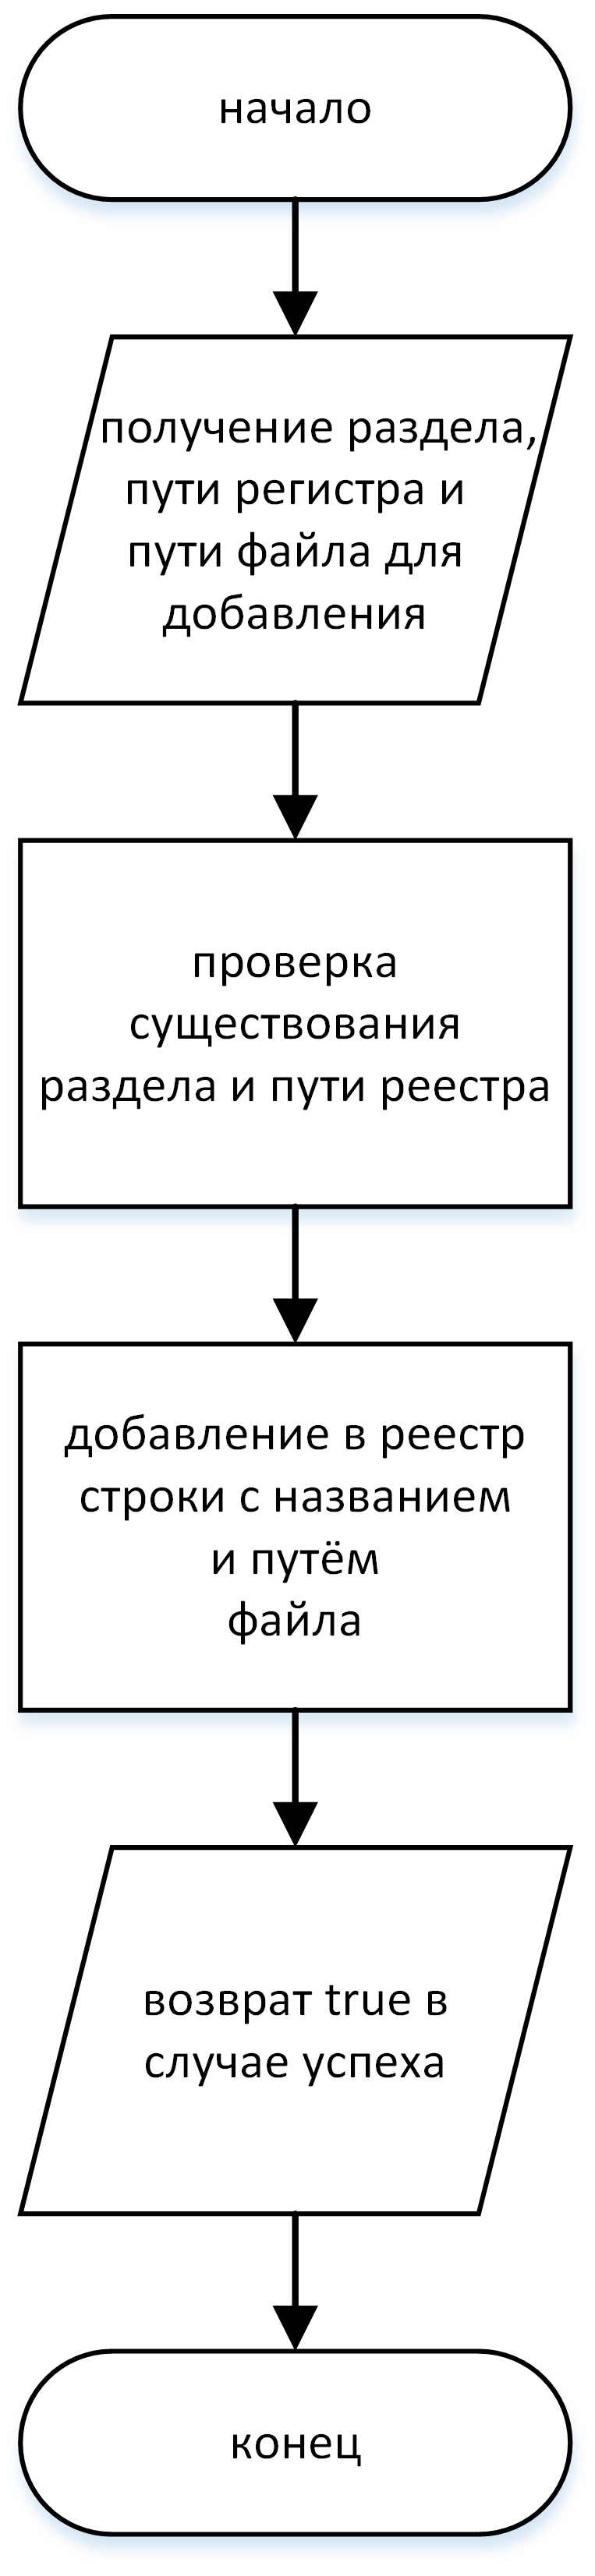 начало
получение раздела,
пути регистра и
пути файла для
добавления
проверка
существования
раздела и пути реестра
добавление в реестр
строки с названием
и путём
файла
возврат true в
случае успеха
конец